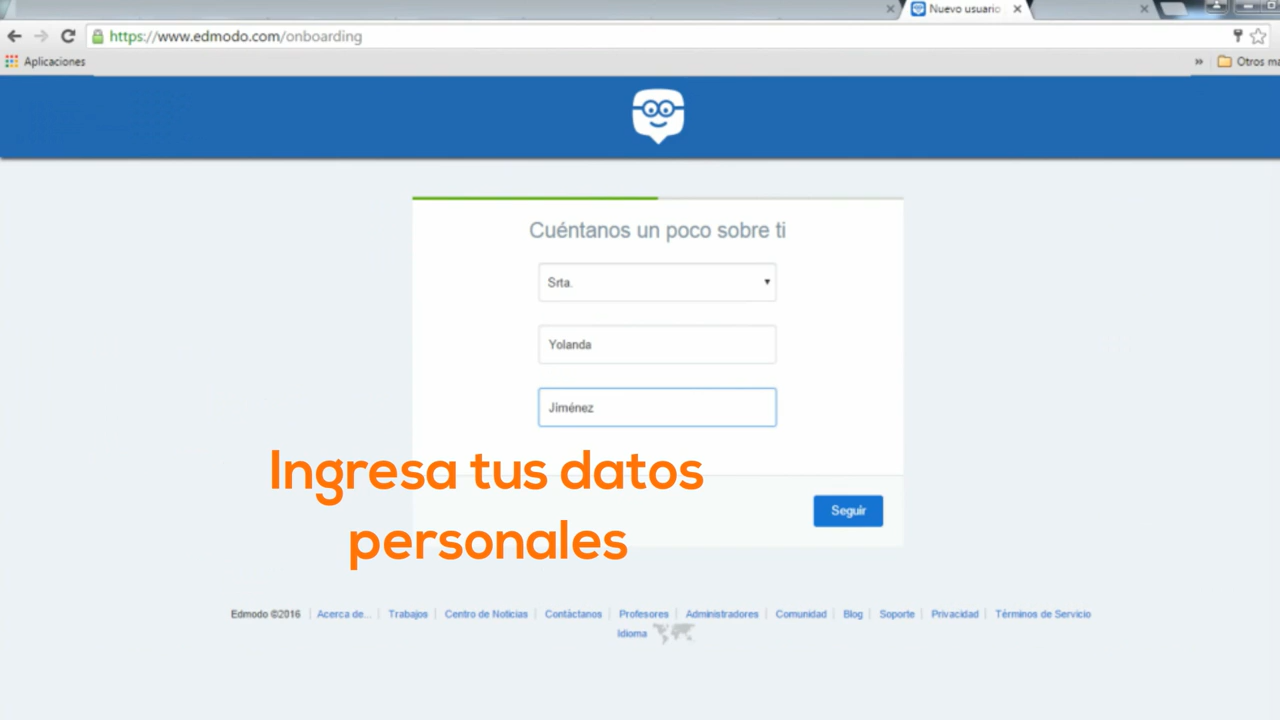 Nuevo usuario
https://www.edmodo.com/onboarding
Aplicaciones
» Otros ma
Cuéntanos un poco sobre ti
Srta.
Yolanda
Jiménez
Ingresa tus datos
personales
Seguir
Edmodo ©2016 | Acerca de... | Trabajos | Centro de Noticias | Contáctanos | Profesores | Administradores | Comunidad | Blog | Soporte | Privacidad | Términos de Servicio
Idioma